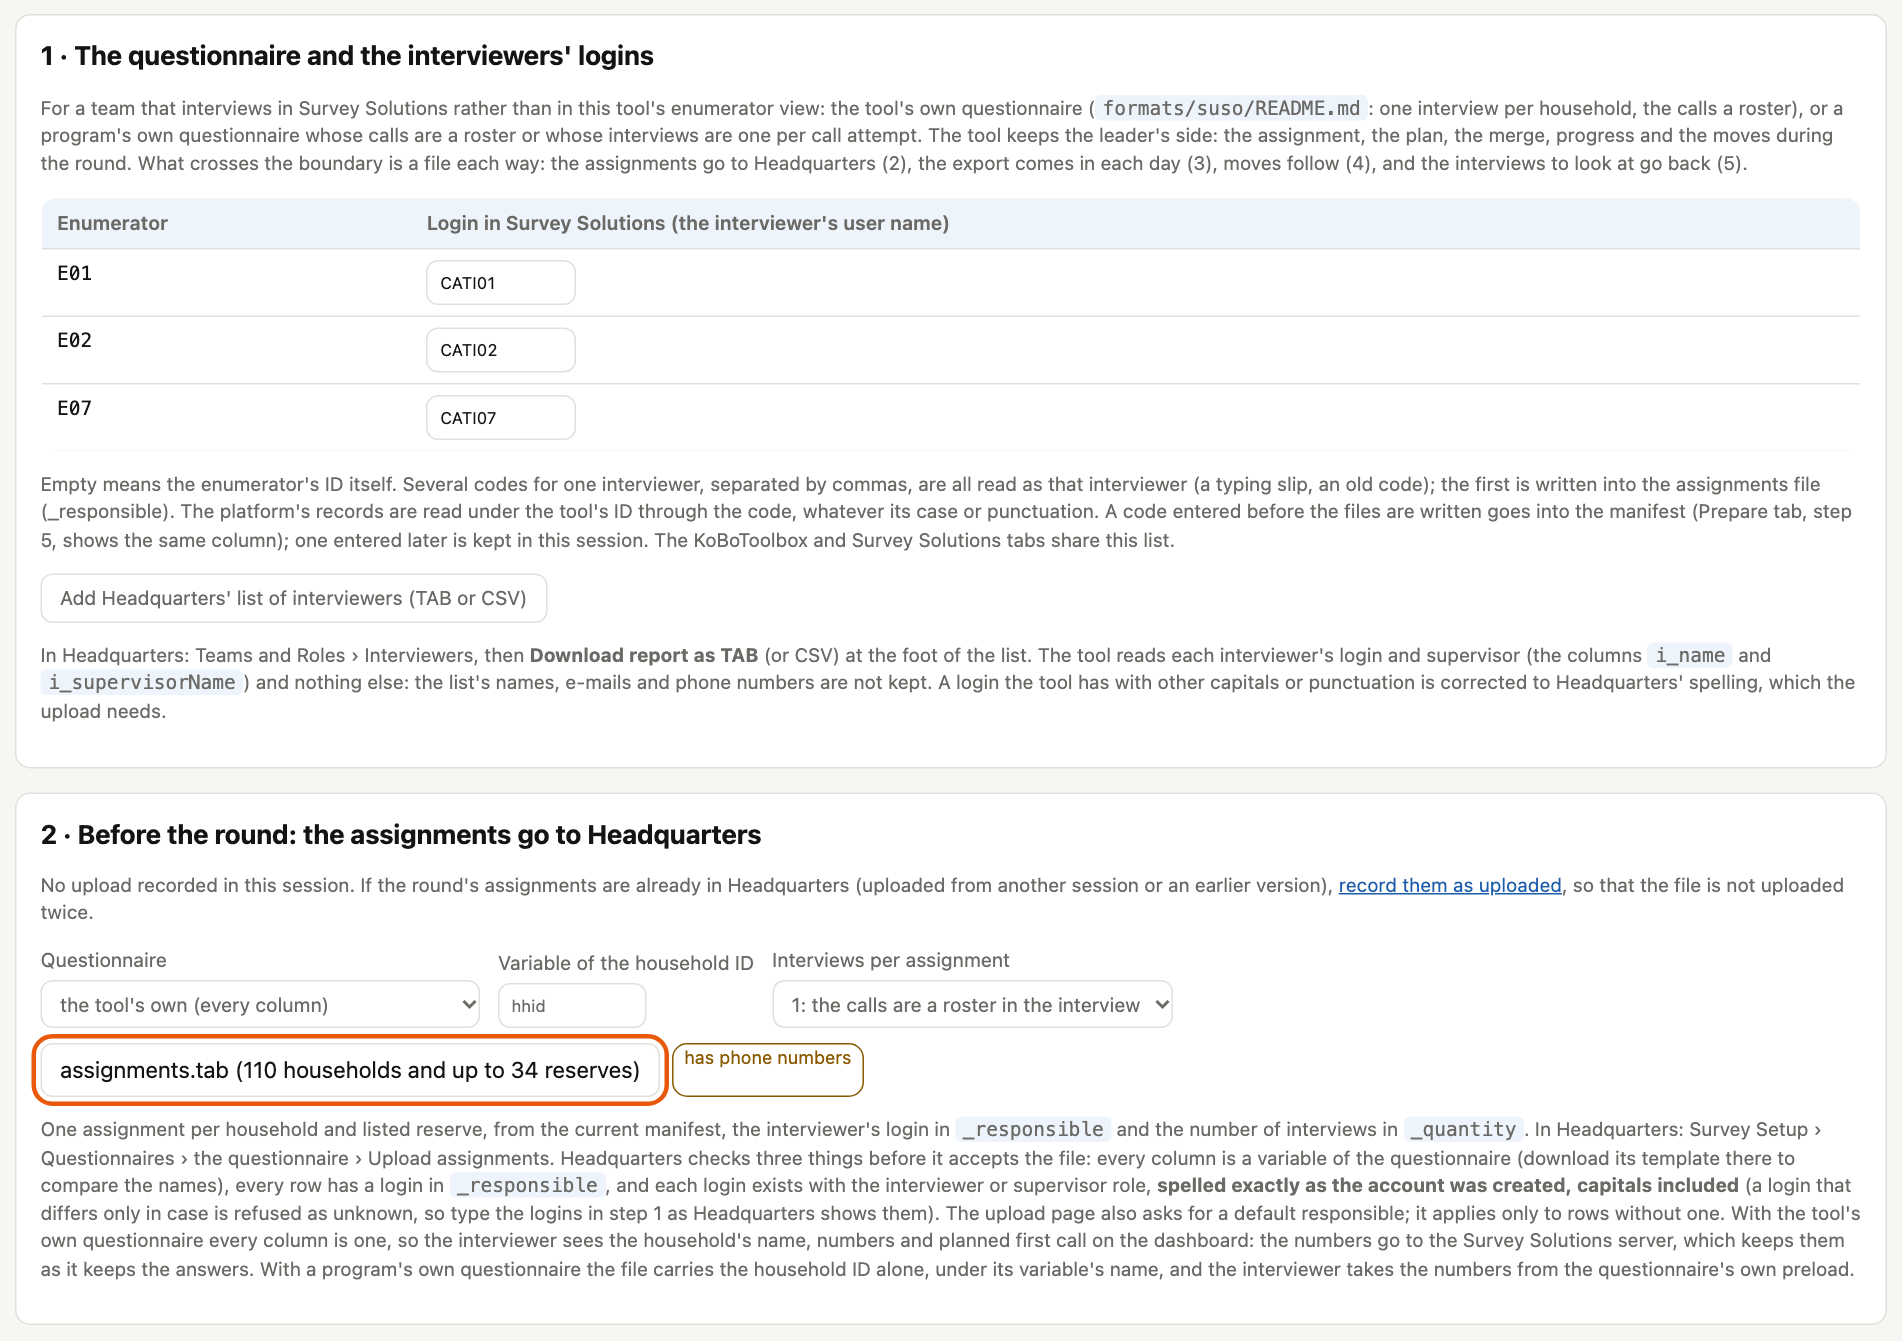 1 · The questionnaire and the interviewers' logins
For a team that interviews in Survey Solutions rather than in this tool's enumerator view: the tool's own questionnaire ( formats/suso/README.md : one interview per household, the calls a roster), or a
program's own questionnaire whose calls are a roster or whose interviews are one per call attempt. The tool keeps the leader's side: the assignment, the plan, the merge, progress and the moves during
the round. What crosses the boundary is a file each way: the assignments go to Headquarters (2), the export comes in each day (3), moves follow (4), and the interviews to look at go back (5).
Enumerator Login in Survey Solutions (the interviewer's user name)
E01 CATI01
E02 CATI02
E07 CATI07
Empty means the enumerator's ID itself. Several codes for one interviewer, separated by commas, are all read as that interviewer (a typing slip, an old code); the first is written into the assignments file
(_responsible). The platform's records are read under the tool's ID through the code, whatever its case or punctuation. A code entered before the files are written goes into the manifest (Prepare tab, step
5, shows the same column); one entered later is kept in this session. The KoBoToolbox and Survey Solutions tabs share this list.
Add Headquarters' list of interviewers (TAB or CSV)
In Headquarters: Teams and Roles › Interviewers, then Download report as TAB (or CSV) at the foot of the list. The tool reads each interviewer's login and supervisor (the columns i_name and
i_supervisorName ) and nothing else: the list's names, e-mails and phone numbers are not kept. A login the tool has with other capitals or punctuation is corrected to Headquarters' spelling, which the
upload needs.
2 · Before the round: the assignments go to Headquarters
No upload recorded in this session. If the round's assignments are already in Headquarters (uploaded from another session or an earlier version), record them as uploaded, so that the file is not uploaded
twice.
Questionnaire Variable of the household ID Interviews per assignment
the tool's own (every column) hhid 1: the calls are a roster in the interview
assignments.tab (110 households and up to 34 reserves) has phone numbers
One assignment per household and listed reserve, from the current manifest, the interviewer's login in _responsible and the number of interviews in _quantity . In Headquarters: Survey Setup ›
Questionnaires › the questionnaire › Upload assignments. Headquarters checks three things before it accepts the file: every column is a variable of the questionnaire (download its template there to
compare the names), every row has a login in _responsible , and each login exists with the interviewer or supervisor role, spelled exactly as the account was created, capitals included (a login that
differs only in case is refused as unknown, so type the logins in step 1 as Headquarters shows them). The upload page also asks for a default responsible; it applies only to rows without one. With the tool's
own questionnaire every column is one, so the interviewer sees the household's name, numbers and planned first call on the dashboard: the numbers go to the Survey Solutions server, which keeps them
as it keeps the answers. With a program's own questionnaire the file carries the household ID alone, under its variable's name, and the interviewer takes the numbers from the questionnaire's own preload.